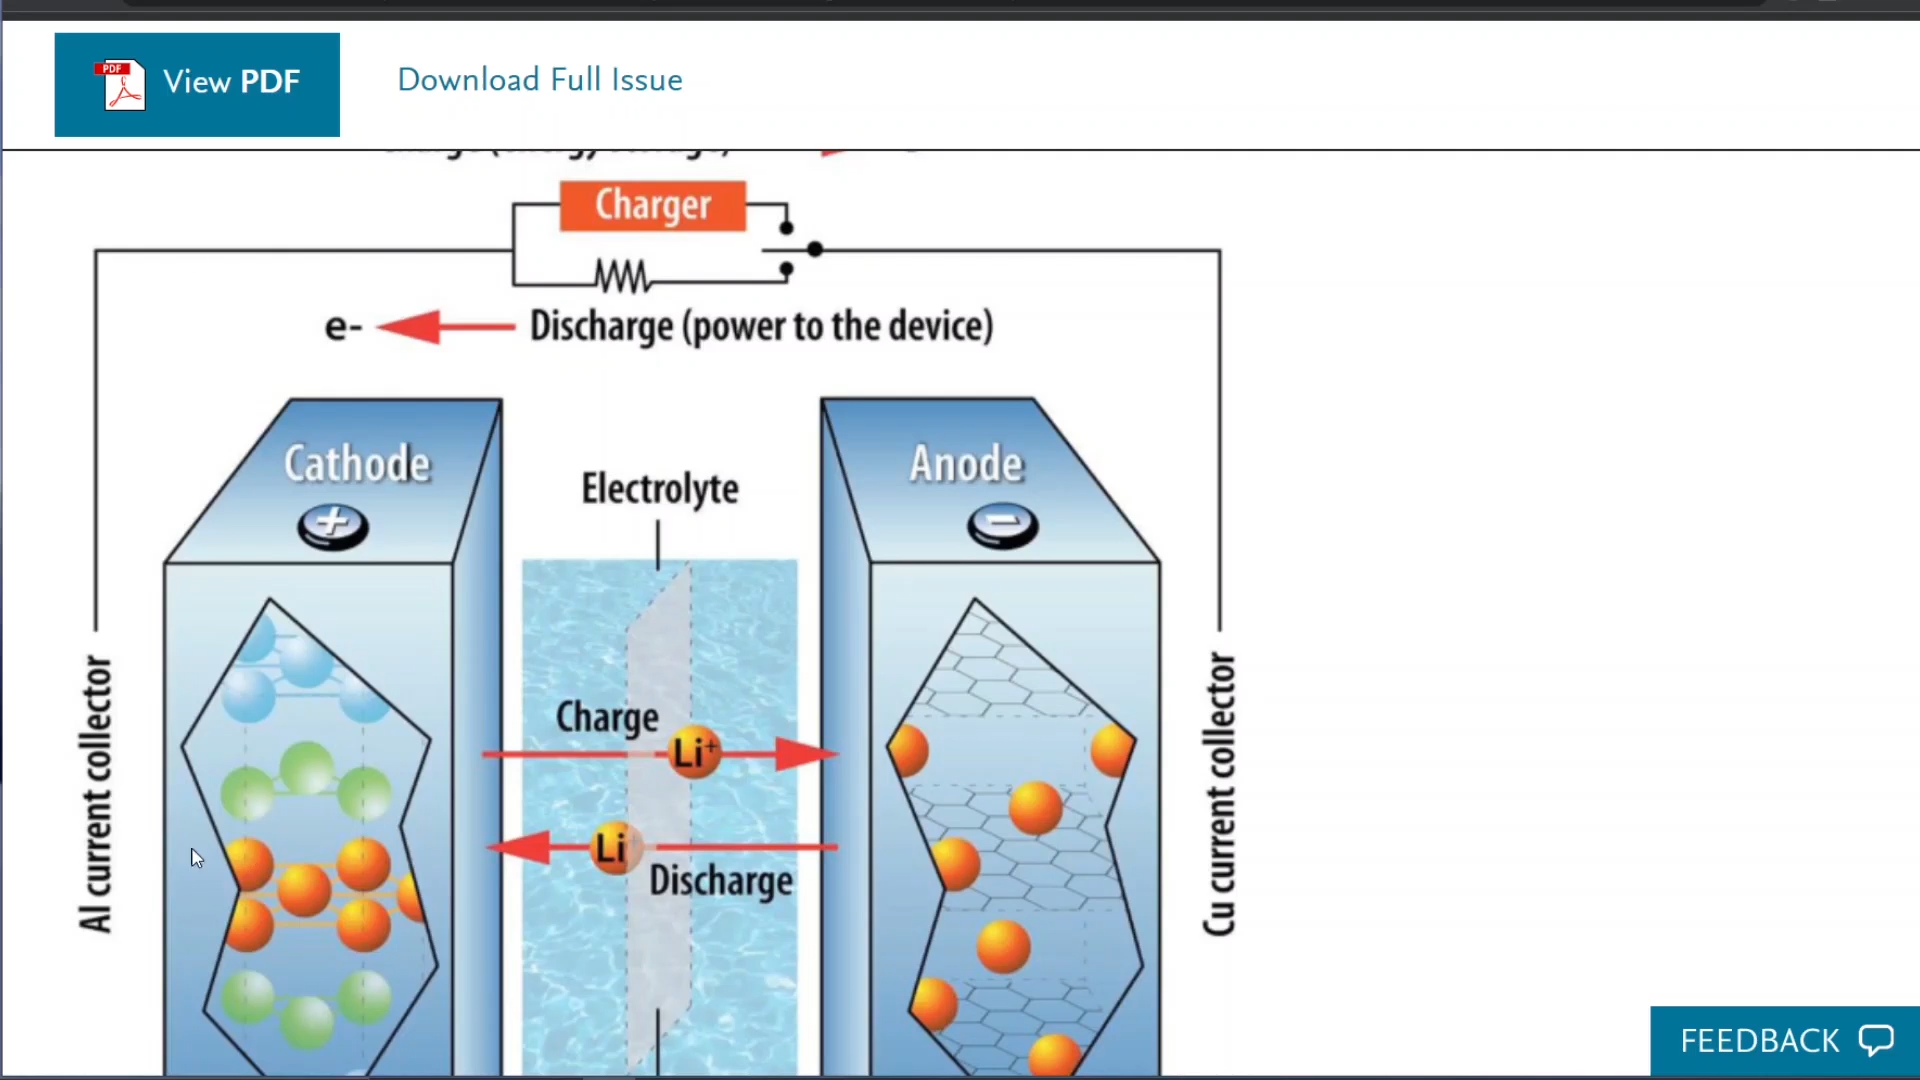 PDF
View PDF
Download Full Issue
Charger
e- Discharge (power to the device)
Cathode
+
Anode
−
Electrolyte
Al current collector
Charge
Li+
Li
Discharge
Cu current collector
FEEDBACK